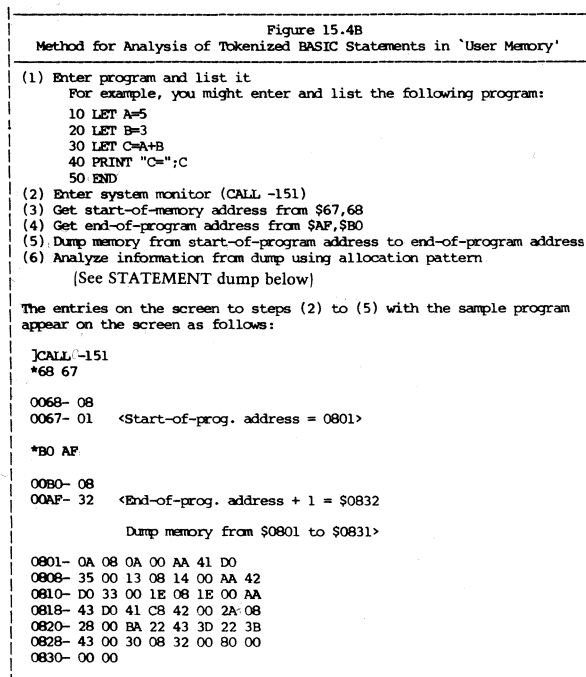 Figure 15.4B
Method for Analysis of Tokenized BASIC Statements in `User Memory'
(1) Enter program and list it
For example, you might enter and list the following program:
10 LET A=5
20 LET B=3
30 LET C=A+B
40 PRINT "C=";C
50 END
(2) Enter system monitor (CALL -151)
(3) Get start-of-memory address from $67,68
(4) Get end-of-program address from $AF,$B0
(5) Dump memory from start-of-program address to end-of-program address
(6) Analyze information from dump using allocation pattern
(See STATEMENT dump below)
The entries on the screen to steps (2) to (5) with the sample program
appear on the screen as follows:
]CALL -151
*68 67
0068- 08
0067- 01 <Start-of-prog. address = 0801>
*B0 AF
00B0- 08
00AF- 32 <End-of-prog. address + 1 = $0832
Dump memory from $0801 to $0831>
0801- 0A 08 0A 00 AA 41 D0
0808- 35 00 13 08 14 00 AA 42
0810- D0 33 00 1E 08 1E 00 AA
0818- 43 D0 41 C8 42 00 2A 08
0820- 28 00 BA 22 43 3D 22 3B
0828- 43 00 30 08 32 00 80 00
0830- 00 00